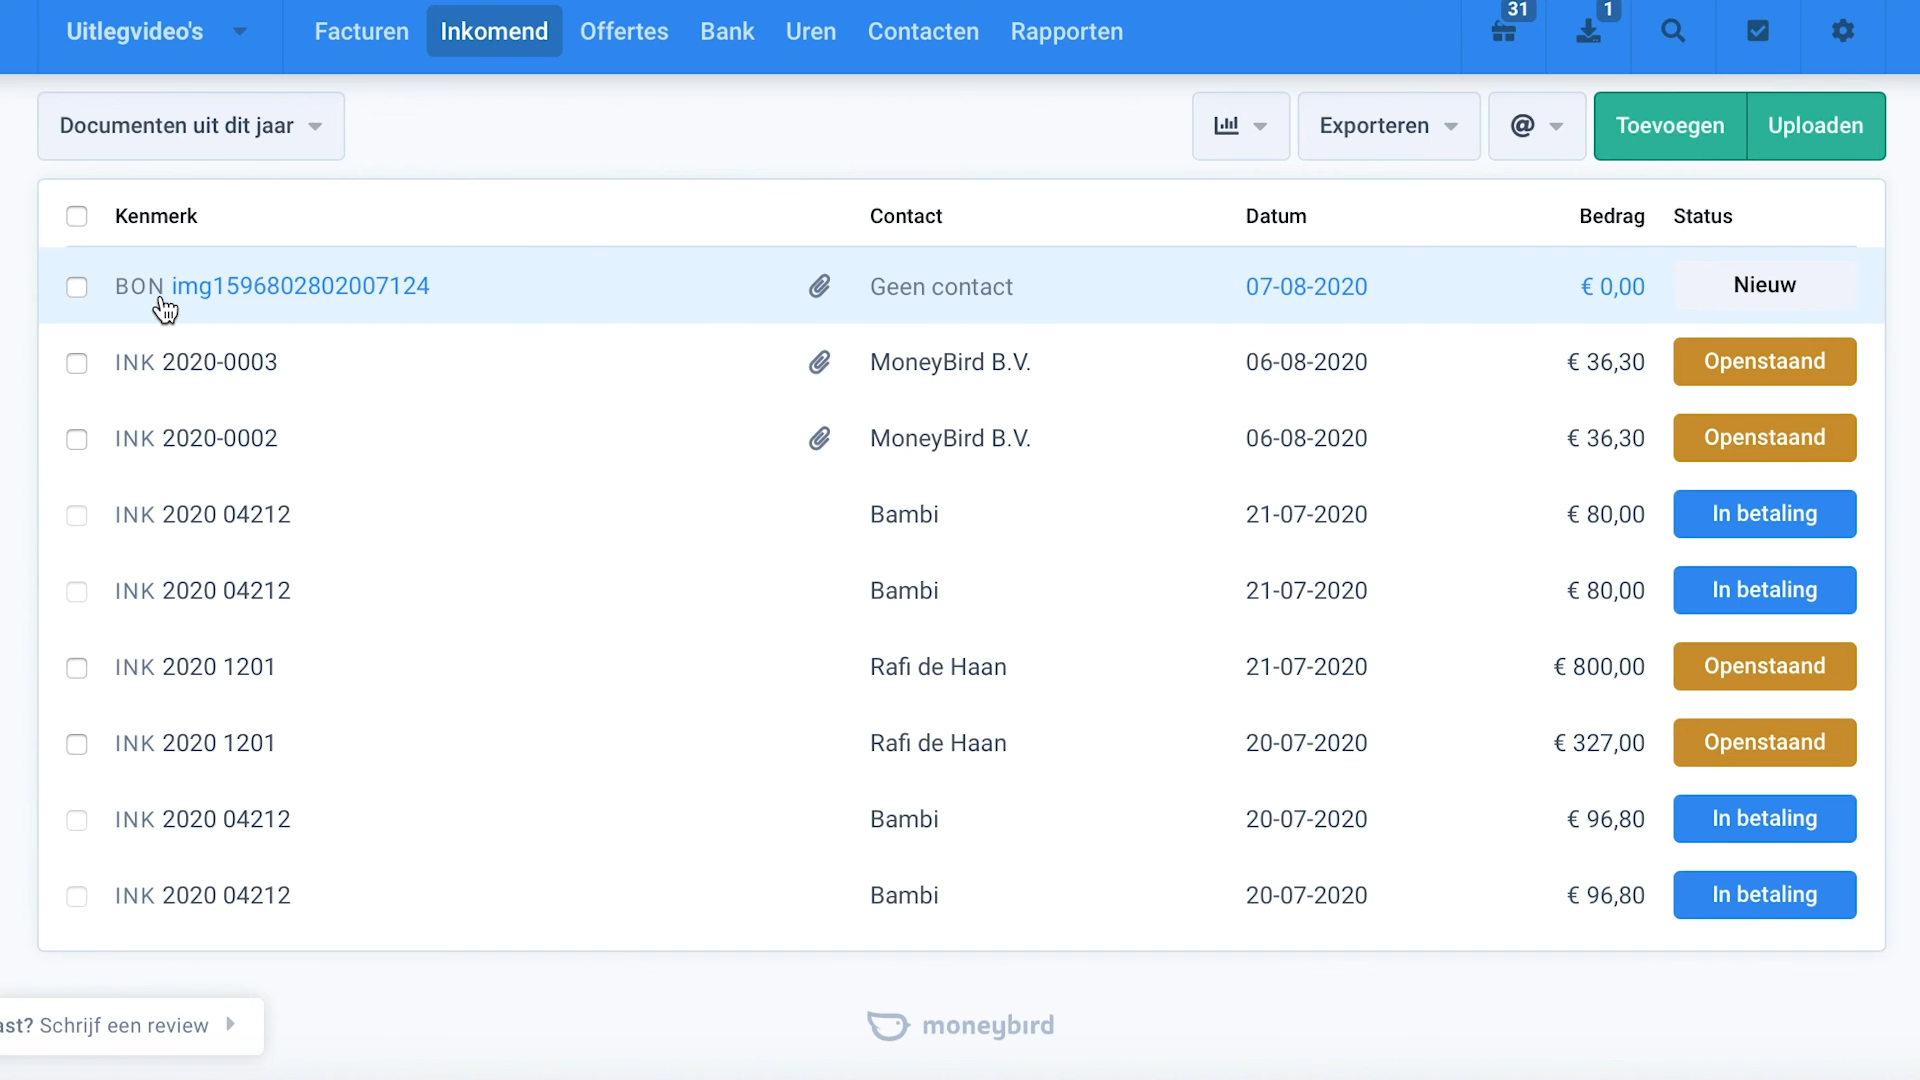 Uitlegvideo's Facturen Inkomend Offertes Bank Uren Contacten Rapporten 31 1
Documenten uit dit jaar Exporteren @ Toevoegen Uploaden
Kenmerk Contact Datum Bedrag Status
BON img1596802802007124 Geen contact 07-08-2020 € 0,00 Nieuw
INK 2020-0003 MoneyBird B.V. 06-08-2020 € 36,30 Openstaand
INK 2020-0002 MoneyBird B.V. 06-08-2020 € 36,30 Openstaand
INK 2020 04212 Bambi 21-07-2020 € 80,00 In betaling
INK 2020 04212 Bambi 21-07-2020 € 80,00 In betaling
INK 2020 1201 Rafi de Haan 21-07-2020 € 800,00 Openstaand
INK 2020 1201 Rafi de Haan 20-07-2020 € 327,00 Openstaand
INK 2020 04212 Bambi 20-07-2020 € 96,80 In betaling
INK 2020 04212 Bambi 20-07-2020 € 96,80 In betaling
ast? Schrijf een review moneybird